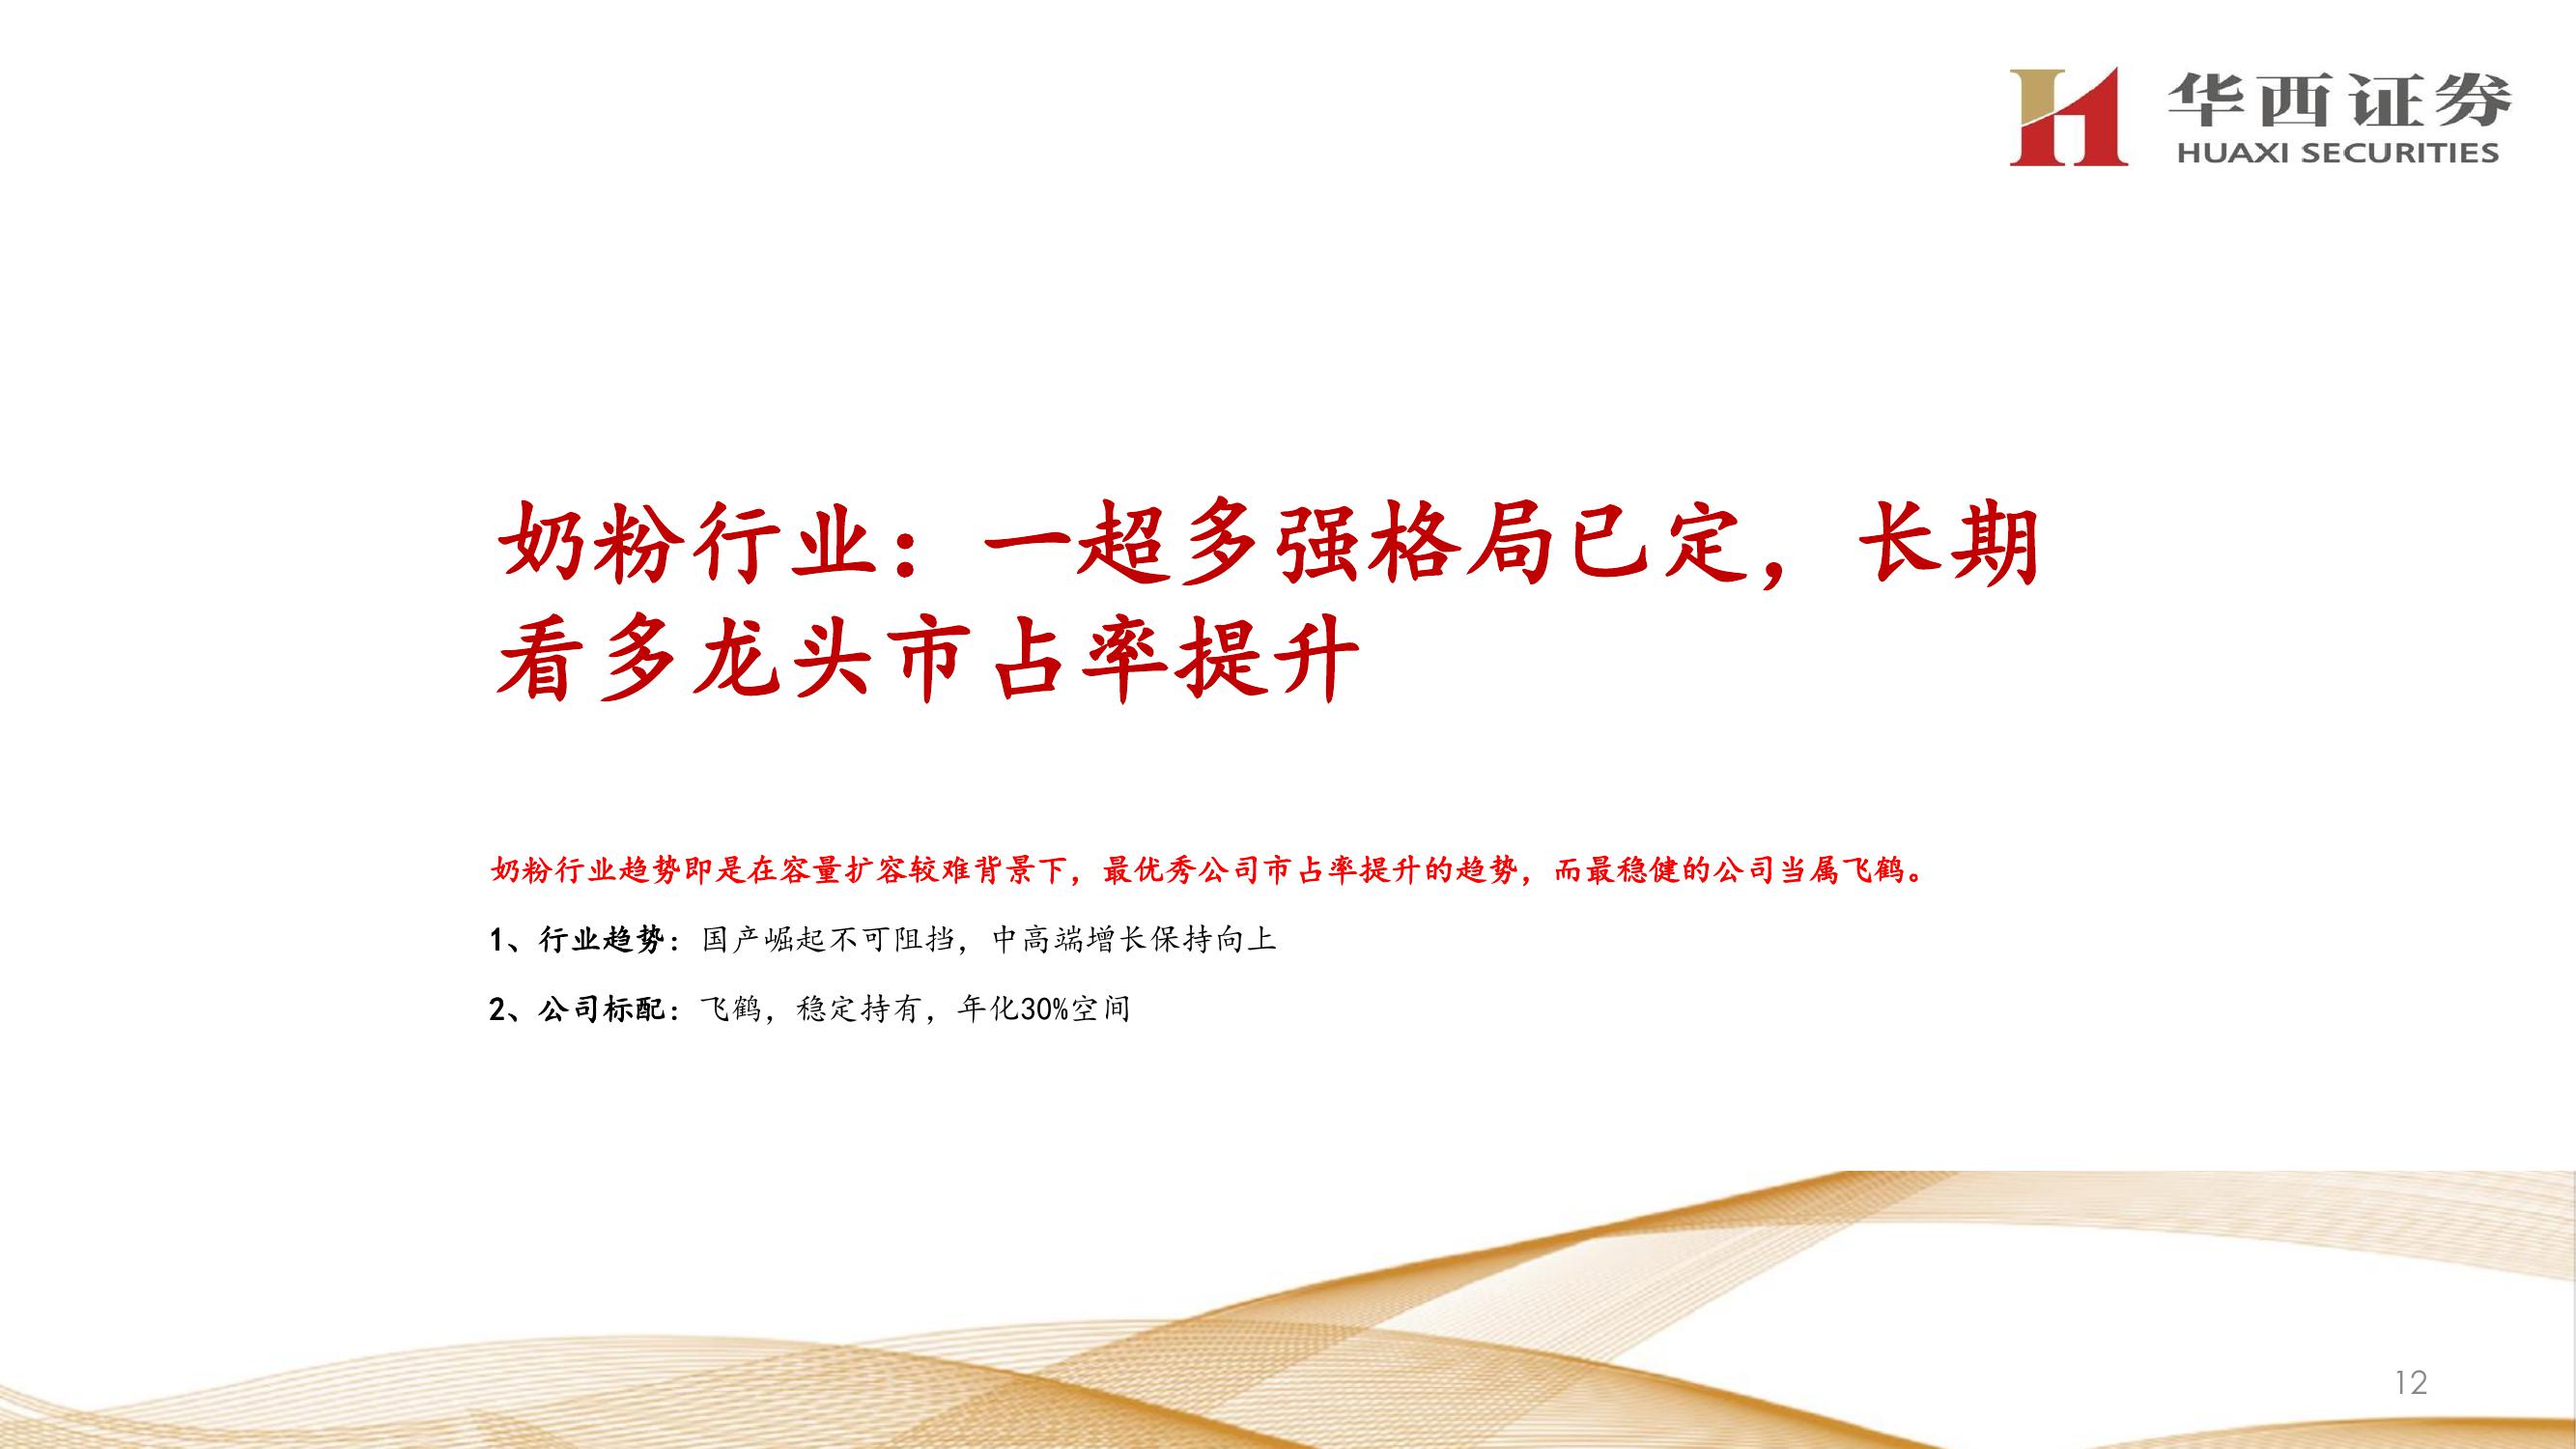 华西证券
HUAXI SECURITIES
奶粉行业：一超多强格局已定，长期
看多龙头市占率提升
奶粉行业趋势即是在容量扩容较难背景下，最优秀公司市占率提升的趋势，而最稳健的公司当属飞鹤。
1、行业趋势：国产崛起不可阻挡，中高端增长保持向上
2、公司标配：飞鹤，稳定持有，年化30%空间
12